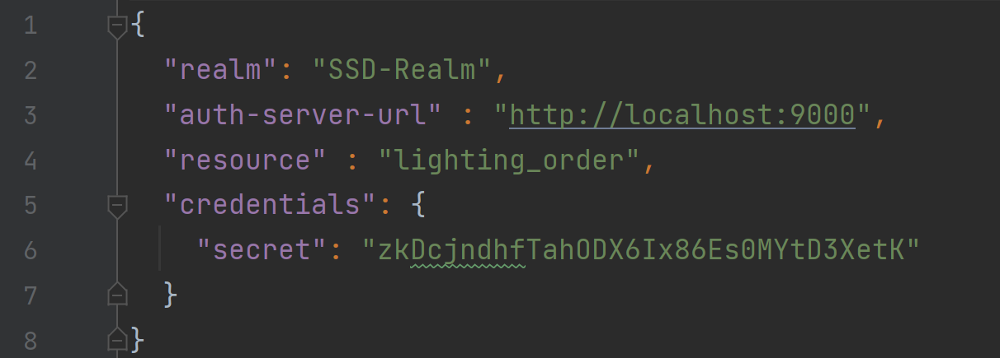 1 {
2 "realm": "SSD-Realm",
3 "auth-server-url" : "http://localhost:9000",
4 "resource" : "lighting_order",
5 "credentials": {
6 "secret": "zkDcjndhfTahODX6Ix86Es0MYtD3XetK"
7 }
8 }